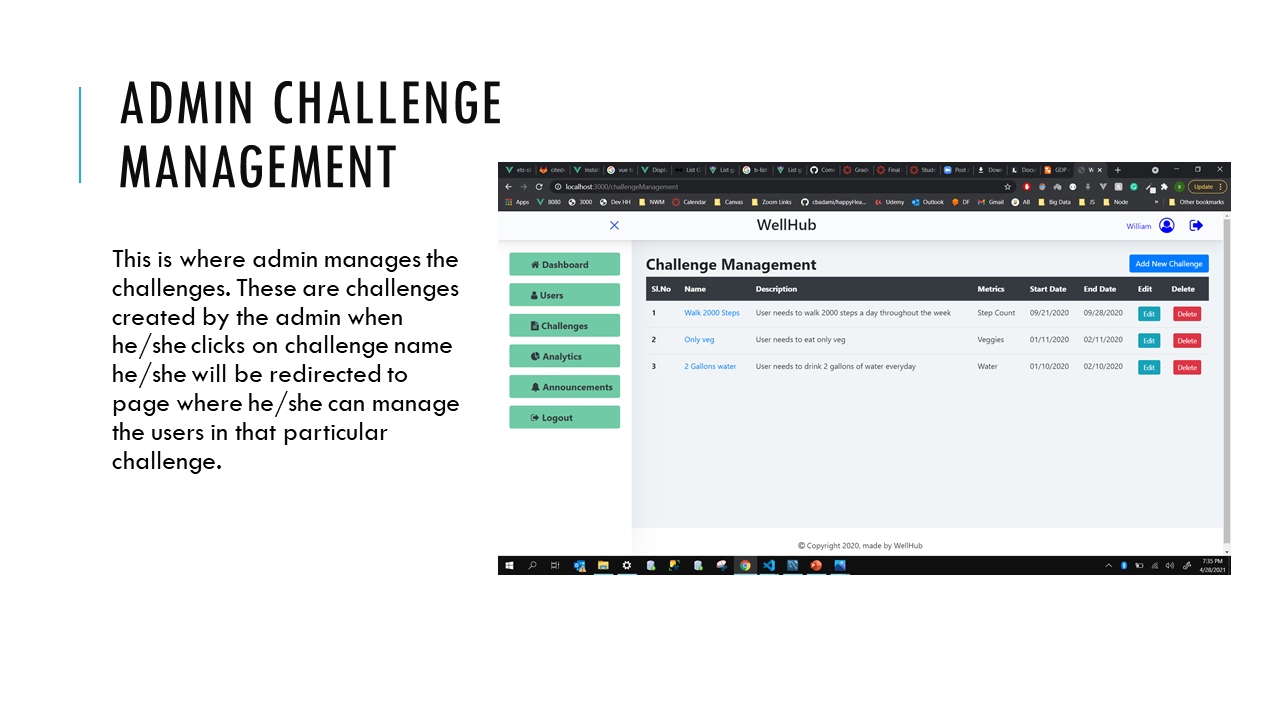 ADMIN CHALLENGE
MANAGEMENT
This is where admin manages the
challenges. These are challenges
created by the admin when
he/she clicks on challenge name
he/she will be redirected to
page where he/she can manage
the users in that particular
challenge.
localhost:3000/challengeManagement
Update
Apps 8080 3000 Dev HH NWM Calendar Canvas Zoom Links cbadami/happyHea... Udemy Outlook DF Gmail AB Big Data JS Node » Other bookmarks
WellHub
William
Dashboard
Users
Challenges
Analytics
Announcements
Logout
Challenge Management
Add New Challenge
Sl.No Name Description Metrics Start Date End Date Edit Delete
1 Walk 2000 Steps User needs to walk 2000 steps a day throughout the week Step Count 09/21/2020 09/28/2020 Edit Delete
2 Only veg User needs to eat only veg Veggies 01/11/2020 02/11/2020 Edit Delete
3 2 Gallons water User needs to drink 2 gallons of water everyday Water 01/10/2020 02/10/2020 Edit Delete
© Copyright 2020, made by WellHub
7:35 PM
4/28/2021